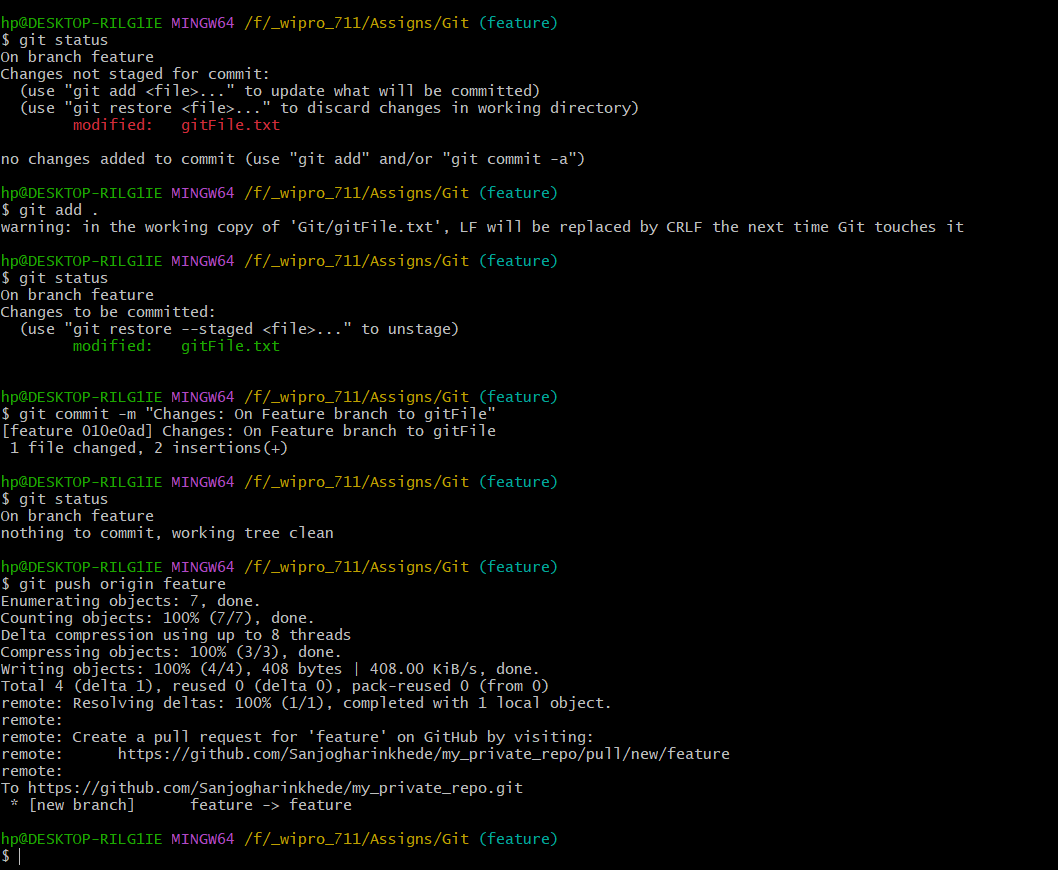 hp@DESKTOP-RILG1IE MINGW64 /f/_wipro_711/Assigns/Git (feature)
$ git status
On branch feature
Changes not staged for commit:
  (use "git add <file>..." to update what will be committed)
  (use "git restore <file>..." to discard changes in working directory)
        modified:   gitFile.txt

no changes added to commit (use "git add" and/or "git commit -a")

hp@DESKTOP-RILG1IE MINGW64 /f/_wipro_711/Assigns/Git (feature)
$ git add .
warning: in the working copy of 'Git/gitFile.txt', LF will be replaced by CRLF the next time Git touches it

hp@DESKTOP-RILG1IE MINGW64 /f/_wipro_711/Assigns/Git (feature)
$ git status
On branch feature
Changes to be committed:
  (use "git restore --staged <file>..." to unstage)
        modified:   gitFile.txt


hp@DESKTOP-RILG1IE MINGW64 /f/_wipro_711/Assigns/Git (feature)
$ git commit -m "Changes: On Feature branch to gitFile"
[feature 010e0ad] Changes: On Feature branch to gitFile
 1 file changed, 2 insertions(+)

hp@DESKTOP-RILG1IE MINGW64 /f/_wipro_711/Assigns/Git (feature)
$ git status
On branch feature
nothing to commit, working tree clean

hp@DESKTOP-RILG1IE MINGW64 /f/_wipro_711/Assigns/Git (feature)
$ git push origin feature
Enumerating objects: 7, done.
Counting objects: 100% (7/7), done.
Delta compression using up to 8 threads
Compressing objects: 100% (3/3), done.
Writing objects: 100% (4/4), 408 bytes | 408.00 KiB/s, done.
Total 4 (delta 1), reused 0 (delta 0), pack-reused 0 (from 0)
remote: Resolving deltas: 100% (1/1), completed with 1 local object.
remote:
remote: Create a pull request for 'feature' on GitHub by visiting:
remote:      https://github.com/Sanjogharinkhede/my_private_repo/pull/new/feature
remote:
To https://github.com/Sanjogharinkhede/my_private_repo.git
 * [new branch]      feature -> feature

hp@DESKTOP-RILG1IE MINGW64 /f/_wipro_711/Assigns/Git (feature)
$